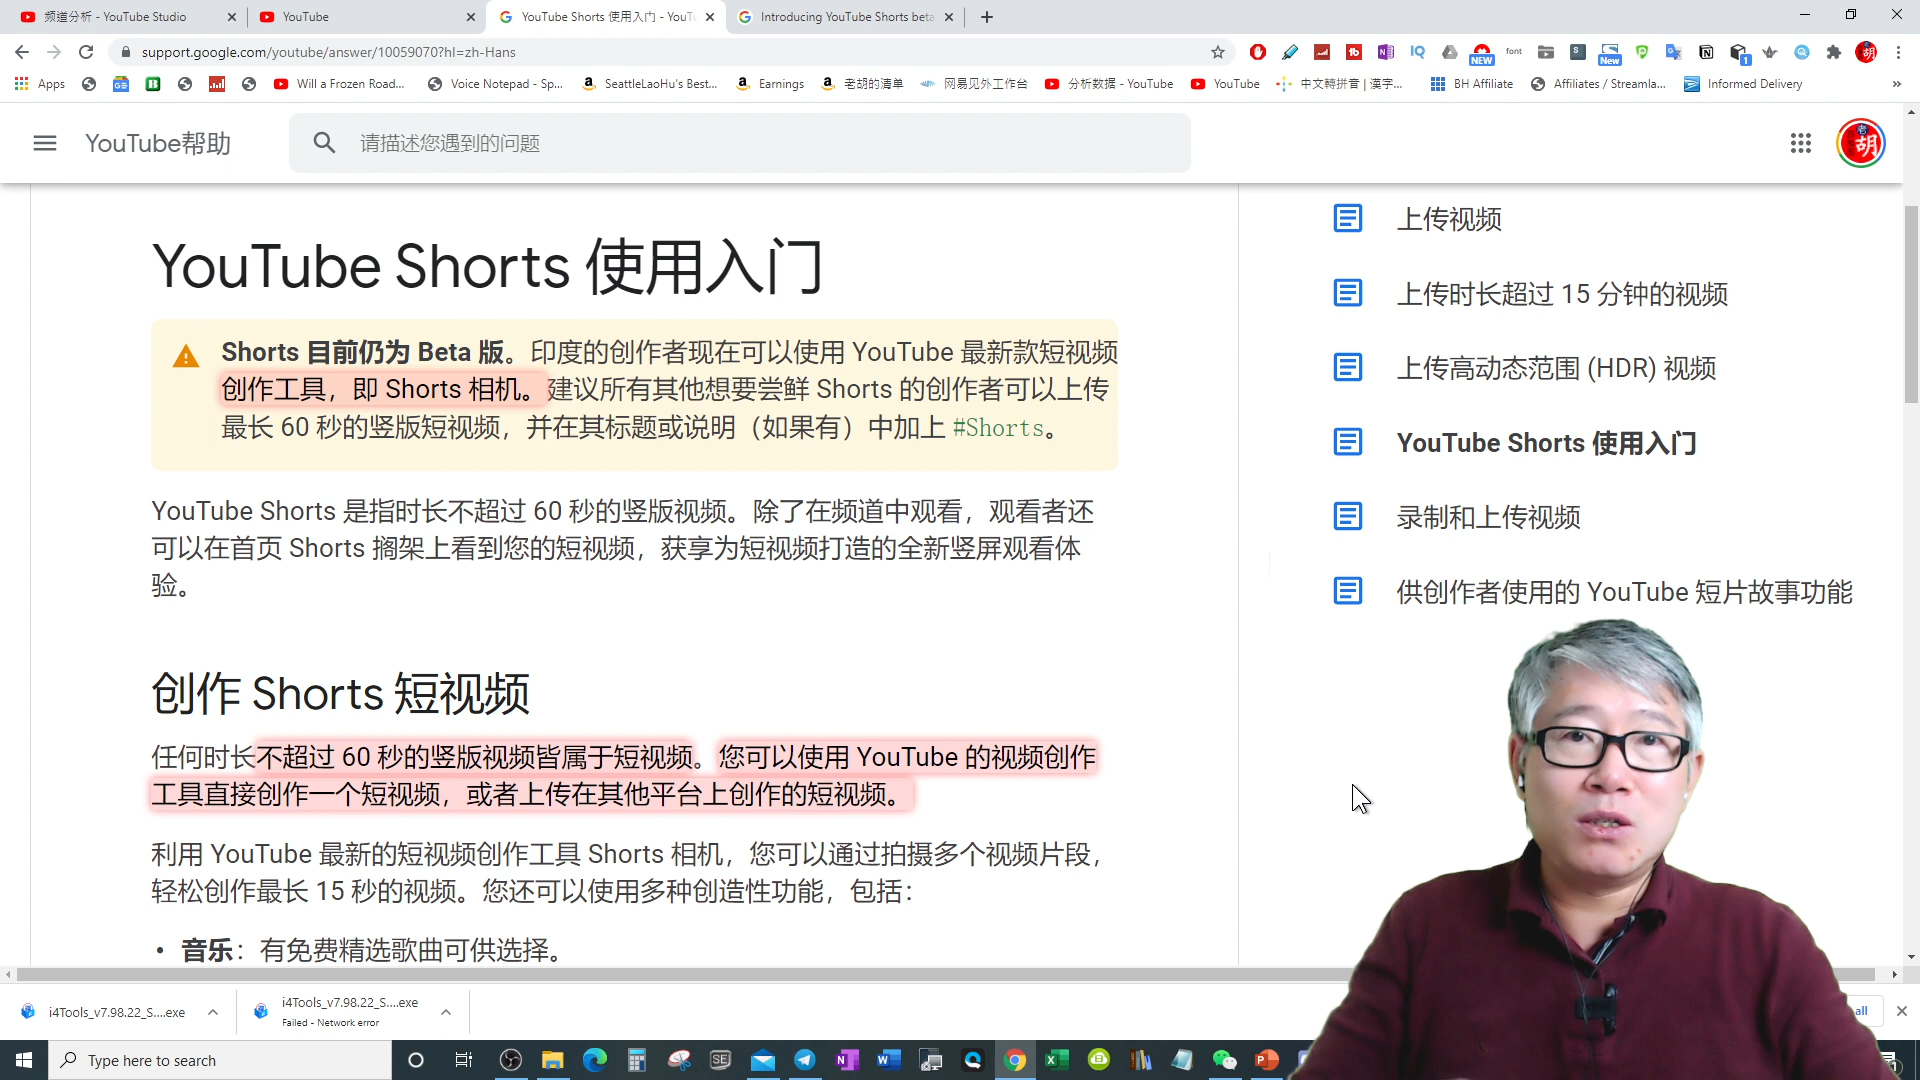 频道分析 - YouTube Studio
YouTube
YouTube Shorts 使用入门 - YouT
Introducing YouTube Shorts beta
support.google.com/youtube/answer/10059070?hl=zh-Hans
font
NEW
New
1
Apps
Will a Frozen Road...
Voice Notepad - Sp...
SeattleLaoHu's Best...
Earnings
老胡的清单
网易见外工作台
分析数据 - YouTube
YouTube
中文轉拼音 | 漢字...
BH Affiliate
Affiliates / Streamla...
Informed Delivery
YouTube帮助
请描述您遇到的问题
胡
YouTube Shorts 使用入门
Shorts 目前仍为 Beta 版。印度的创作者现在可以使用 YouTube 最新款短视频
创作工具，即 Shorts 相机。建议所有其他想要尝鲜 Shorts 的创作者可以上传
最长 60 秒的竖版短视频，并在其标题或说明（如果有）中加上 #Shorts。
YouTube Shorts 是指时长不超过 60 秒的竖版视频。除了在频道中观看，观看者还
可以在首页 Shorts 搁架上看到您的短视频，获享为短视频打造的全新竖屏观看体
验。
创作 Shorts 短视频
任何时长不超过 60 秒的竖版视频皆属于短视频。您可以使用 YouTube 的视频创作
工具直接创作一个短视频，或者上传在其他平台上创作的短视频。
利用 YouTube 最新的短视频创作工具 Shorts 相机，您可以通过拍摄多个视频片段，
轻松创作最长 15 秒的视频。您还可以使用多种创造性功能，包括：
• 音乐：有免费精选歌曲可供选择。
上传视频
上传时长超过 15 分钟的视频
上传高动态范围 (HDR) 视频
YouTube Shorts 使用入门
录制和上传视频
供创作者使用的 YouTube 短片故事功能
i4Tools_v7.98.22_S....exe
i4Tools_v7.98.22_S....exe
Failed - Network error
all
Type here to search